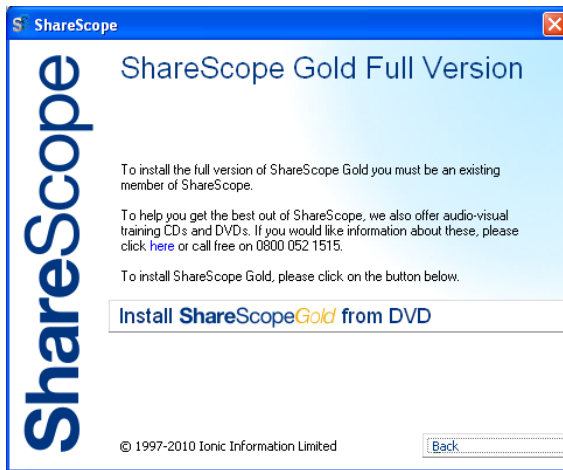 ShareScope
ShareScope
ShareScope Gold Full Version
To install the full version of ShareScope Gold you must be an existing
member of ShareScope.
To help you get the best out of ShareScope, we also offer audio-visual
training CDs and DVDs. If you would like information about these, please
click here or call free on 0800 052 1515.
To install ShareScope Gold, please click on the button below.
Install ShareScopeGold from DVD
© 1997-2010 Ionic Information Limited
Back